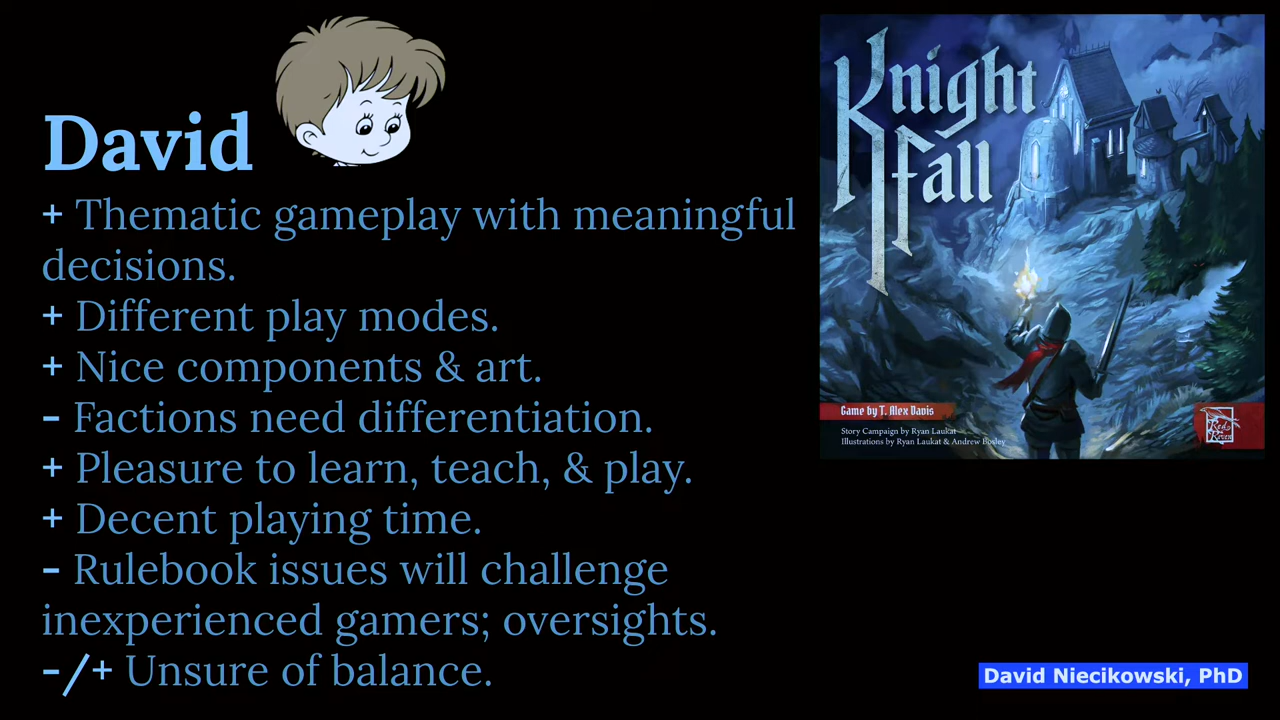 David
+ Thematic gameplay with meaningful
decisions.
+ Different play modes.
+ Nice components & art.
- Factions need differentiation.
+ Pleasure to learn, teach, & play.
+ Decent playing time.
- Rulebook issues will challenge
inexperienced gamers; oversights.
-/+ Unsure of balance.
Knight
Fall
Game by T. Alex Davis
Story Campaign by Ryan Laukat
Illustrations by Ryan Laukat & Andrew Bosley
Red
Raven
David Niecikowski, PhD